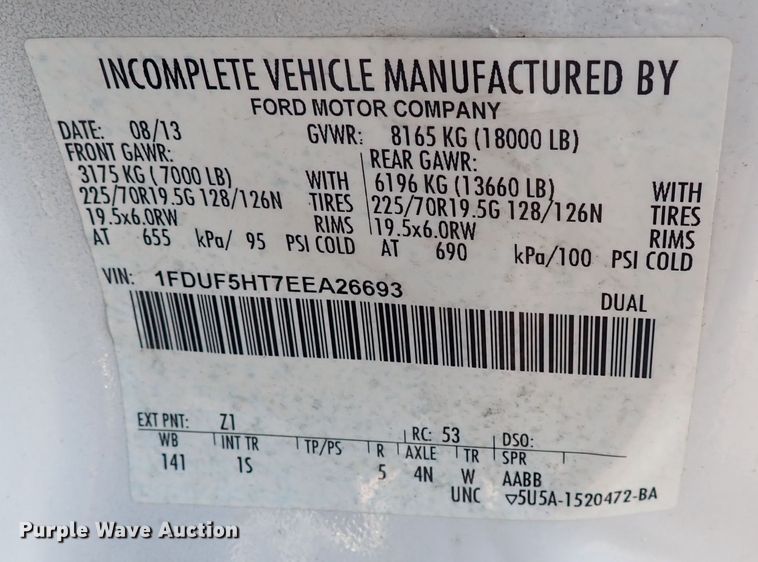 INCOMPLETE VEHICLE MANUFACTURED BY
FORD MOTOR COMPANY
DATE: 08/13 GVWR: 8165 KG (18000 LB)
FRONT GAWR: REAR GAWR:
3175 KG (7000 LB) WITH 6196 KG (13660 LB) WITH
225/70R19.5G 128/126N TIRES 225/70R19.5G 128/126N TIRES
19.5x6.0RW RIMS 19.5x6.0RW RIMS
AT 655 kPa/ 95 PSI COLD AT 690 kPa/100 PSI COLD
VIN: 1FDUF5HT7EEA26693 DUAL
EXT PNT: Z1 RC: 53 DSO:
WB INT TR TP/PS R AXLE TR SPR
141 1S 5 4N W AABB
UNC ▽5U5A-1520472-BA
Purple Wave Auction